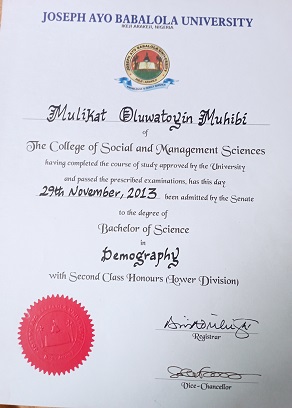 JOSEPH AYO BABALOLA UNIVERSITY
IKEJI ARAKEJI, NIGERIA
Mulikat Oluwatoyin Muhibi
of
The College of Social and Management Sciences
having completed the course of study approved by the University
and passed the prescribed examinations, has this day
29th November, 2013 been admitted by the Senate
to the degree of
Bachelor of Science
in
Demography
with Second Class Honours (Lower Division)
Registrar
Vice-Chancellor